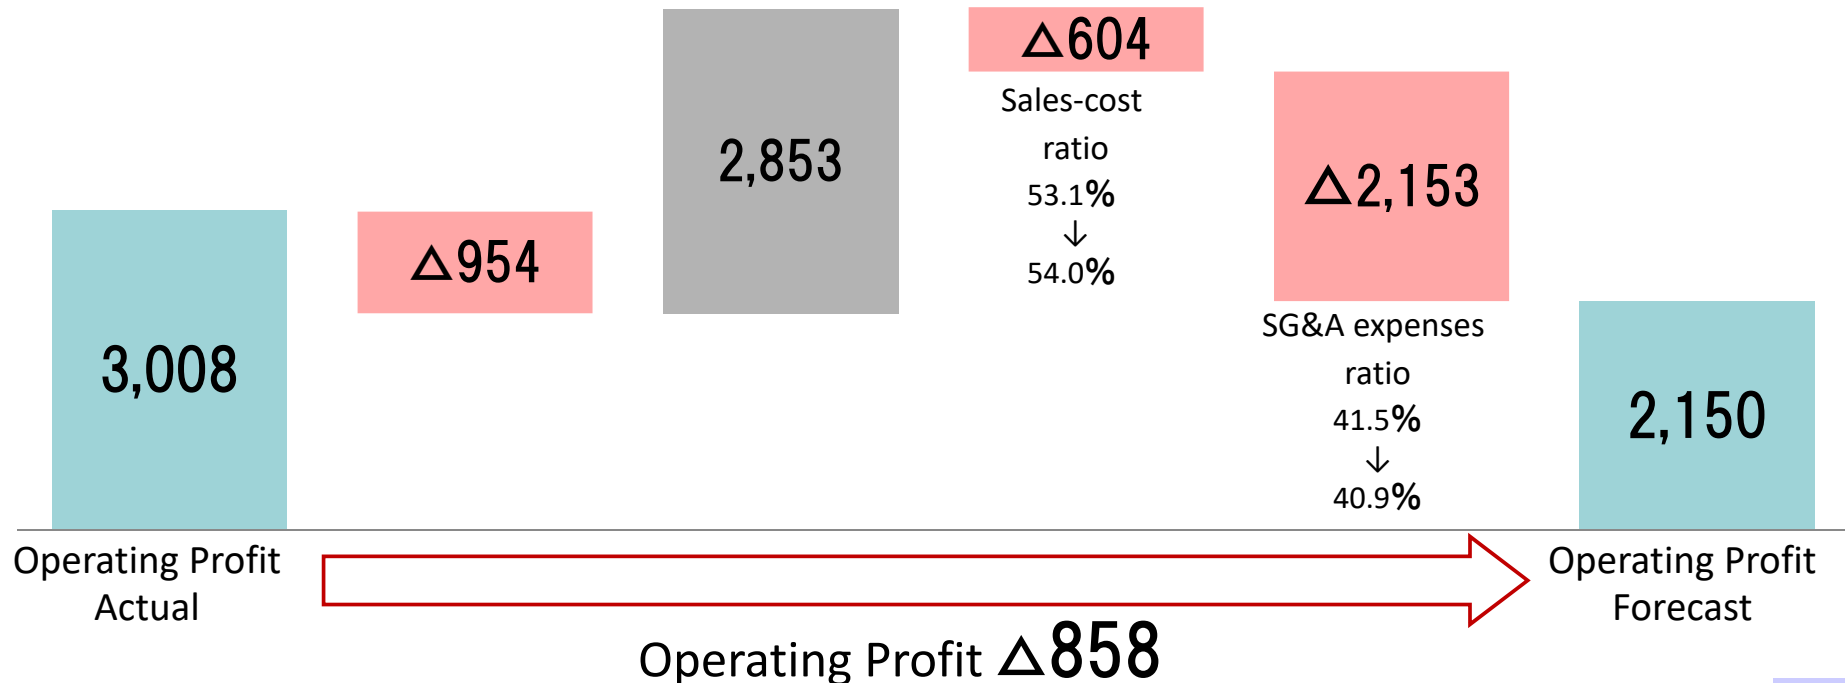 3,008
Operating Profit
Actual
△954
2,853
△604
Sales-cost
ratio
53.1%
↓
54.0%
△2,153
SG&A expenses
ratio
41.5%
↓
40.9%
2,150
Operating Profit
Forecast
Operating Profit △858